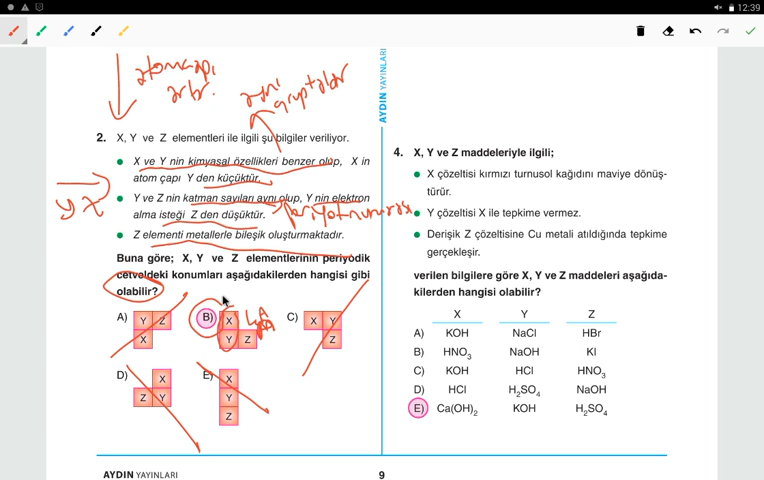 12:39
atom çapı
artar.
aynı
gruptalar
AYDIN YAYINLARI
2. X, Y ve Z elementleri ile ilgili şu bilgiler veriliyor.
• X ve Y nin kimyasal özellikleri benzer olup, X in
atom çapı Y den küçüktür.
• Y ve Z nin katman sayıları aynı olup, Y nin elektron
alma isteği Z den düşüktür.
• Z elementi metallerle bileşik oluşturmaktadır.
Buna göre; X, Y ve Z elementlerinin periyodik
cetveldeki konumları aşağıdakilerden hangisi gibi
olabilir?
A) Y Z
X
B) X
Y Z
C) X Y
Z
D) X
Z Y
E) X
Y
Z
4. X, Y ve Z maddeleriyle ilgili;
• X çözeltisi kırmızı turnusol kağıdını maviye dönüş-
türür.
• Y çözeltisi X ile tepkime vermez.
• Derişik Z çözeltisine Cu metali atıldığında tepkime
gerçekleşir.
verilen bilgilere göre X, Y ve Z maddeleri aşağıda-
kilerden hangisi olabilir?
X Y Z
A) KOH NaCl HBr
B) HNO₃ NaOH KI
C) KOH HCl HNO₃
D) HCl H₂SO₄ NaOH
E) Ca(OH)₂ KOH H₂SO₄
AYDIN YAYINLARI
9